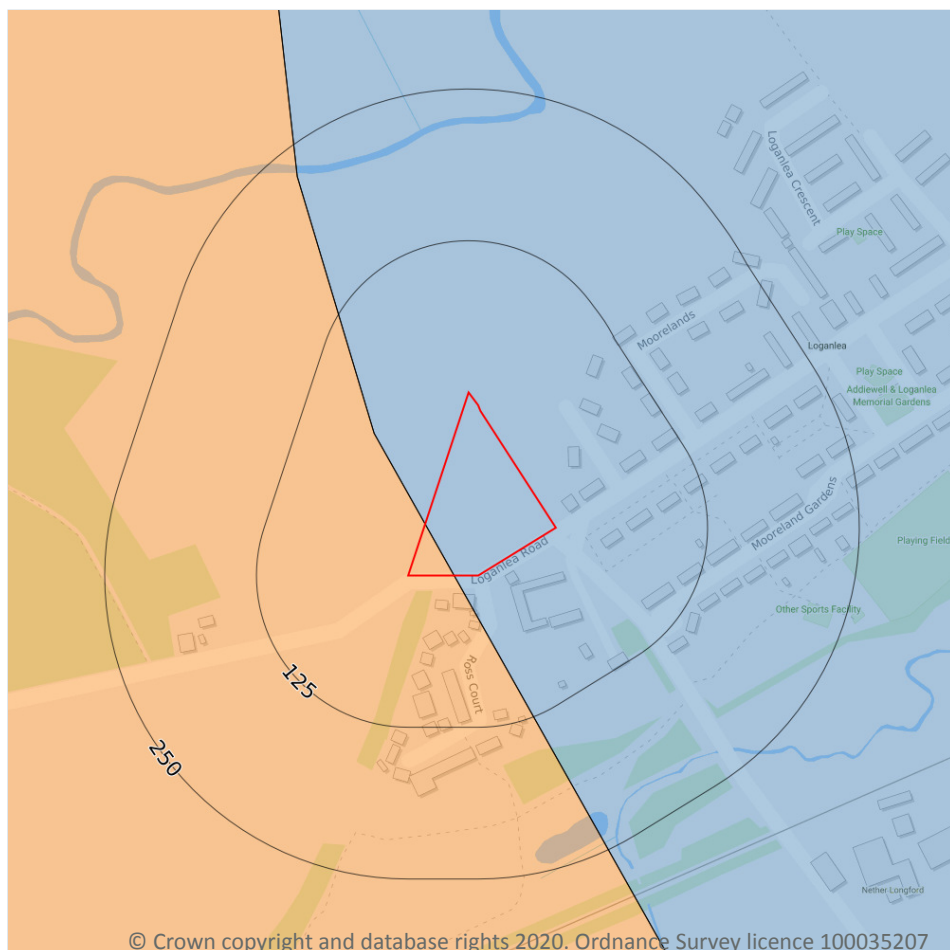 Loganlea Crescent
Play Space
Moorelands
Loganlea
Play Space
Addiewell & Loganlea
Memorial Gardens
Mooreland Gardens
Playing Field
Loganlea Road
Other Sports Facility
Ross Court
125
250
Nether Longford
© Crown copyright and database rights 2020. Ordnance Survey licence 100035207